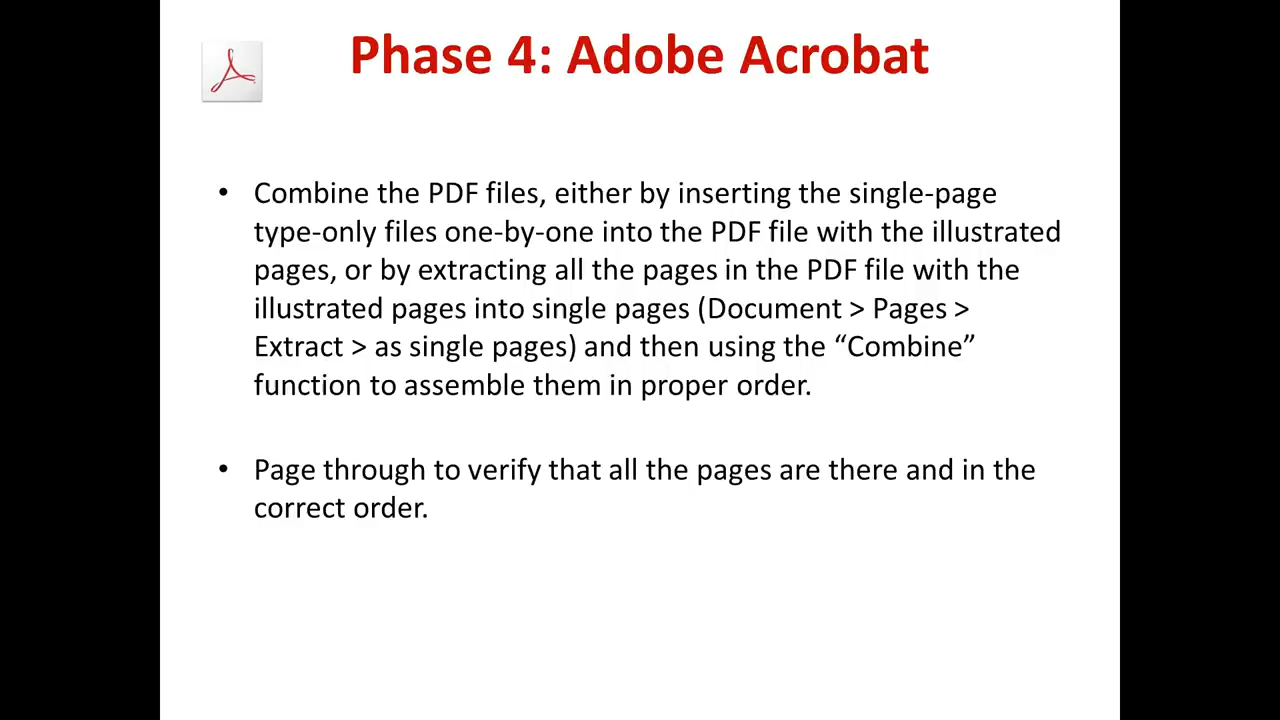 Phase 4: Adobe Acrobat
• Combine the PDF files, either by inserting the single-page
type-only files one-by-one into the PDF file with the illustrated
pages, or by extracting all the pages in the PDF file with the
illustrated pages into single pages (Document > Pages >
Extract > as single pages) and then using the “Combine”
function to assemble them in proper order.
• Page through to verify that all the pages are there and in the
correct order.